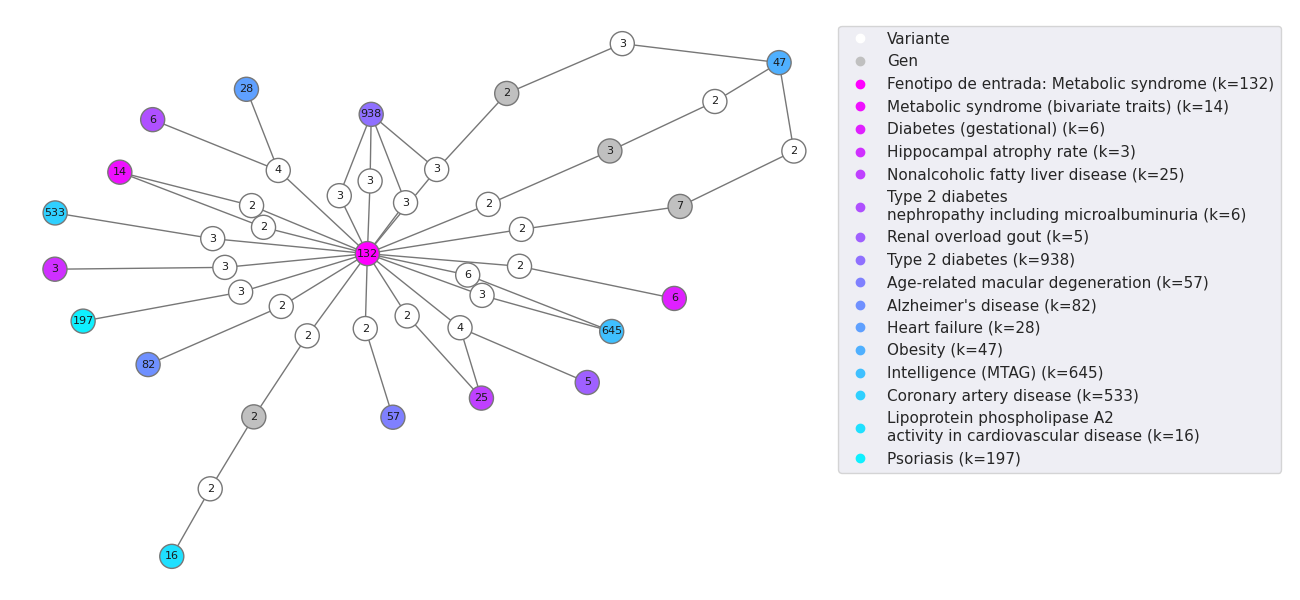 3
47
28
2
2
938
6
3
2
3
4
3
14
3
2
3
2
7
2
3
533
2
2
3
132
2
3
3
6
3
2
3
6
2
197
2
2
4
645
2
82
5
25
2
57
2
16
Variante
Gen
Fenotipo de entrada: Metabolic syndrome (k=132)
Metabolic syndrome (bivariate traits) (k=14)
Diabetes (gestational) (k=6)
Hippocampal atrophy rate (k=3)
Nonalcoholic fatty liver disease (k=25)
Type 2 diabetes
nephropathy including microalbuminuria (k=6)
Renal overload gout (k=5)
Type 2 diabetes (k=938)
Age-related macular degeneration (k=57)
Alzheimer's disease (k=82)
Heart failure (k=28)
Obesity (k=47)
Intelligence (MTAG) (k=645)
Coronary artery disease (k=533)
Lipoprotein phospholipase A2
activity in cardiovascular disease (k=16)
Psoriasis (k=197)